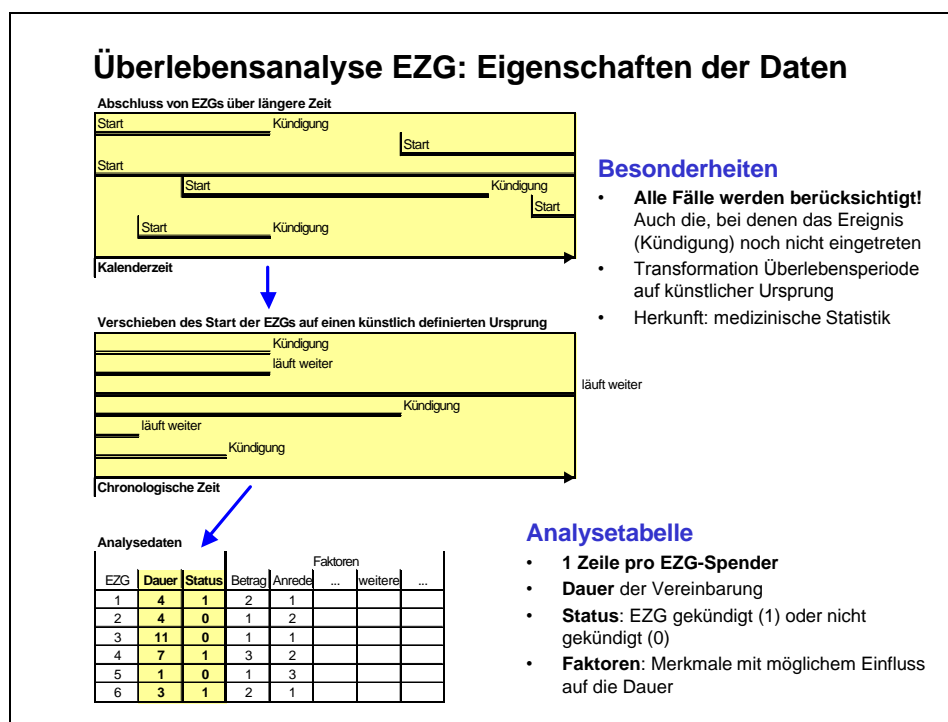 Überlebensanalyse EZG: Eigenschaften der Daten
Abschluss von EZGs über längere Zeit
Start Kündigung
Start
Start
Start Kündigung
Start
Start Kündigung
Kalenderzeit
Verschieben des Start der EZGs auf einen künstlich definierten Ursprung
Kündigung
läuft weiter
läuft weiter
Kündigung
läuft weiter
Kündigung
Chronologische Zeit
Besonderheiten
• Alle Fälle werden berücksichtigt!
Auch die, bei denen das Ereignis
(Kündigung) noch nicht eingetreten
• Transformation Überlebensperiode
auf künstlicher Ursprung
• Herkunft: medizinische Statistik
Analysedaten
Faktoren
EZG Dauer Status Betrag Anrede ... weitere ...
1 4 1 2 1
2 4 0 1 2
3 11 0 1 1
4 7 1 3 2
5 1 0 1 3
6 3 1 2 1
Analysetabelle
• 1 Zeile pro EZG-Spender
• Dauer der Vereinbarung
• Status: EZG gekündigt (1) oder nicht
gekündigt (0)
• Faktoren: Merkmale mit möglichem Einfluss
auf die Dauer